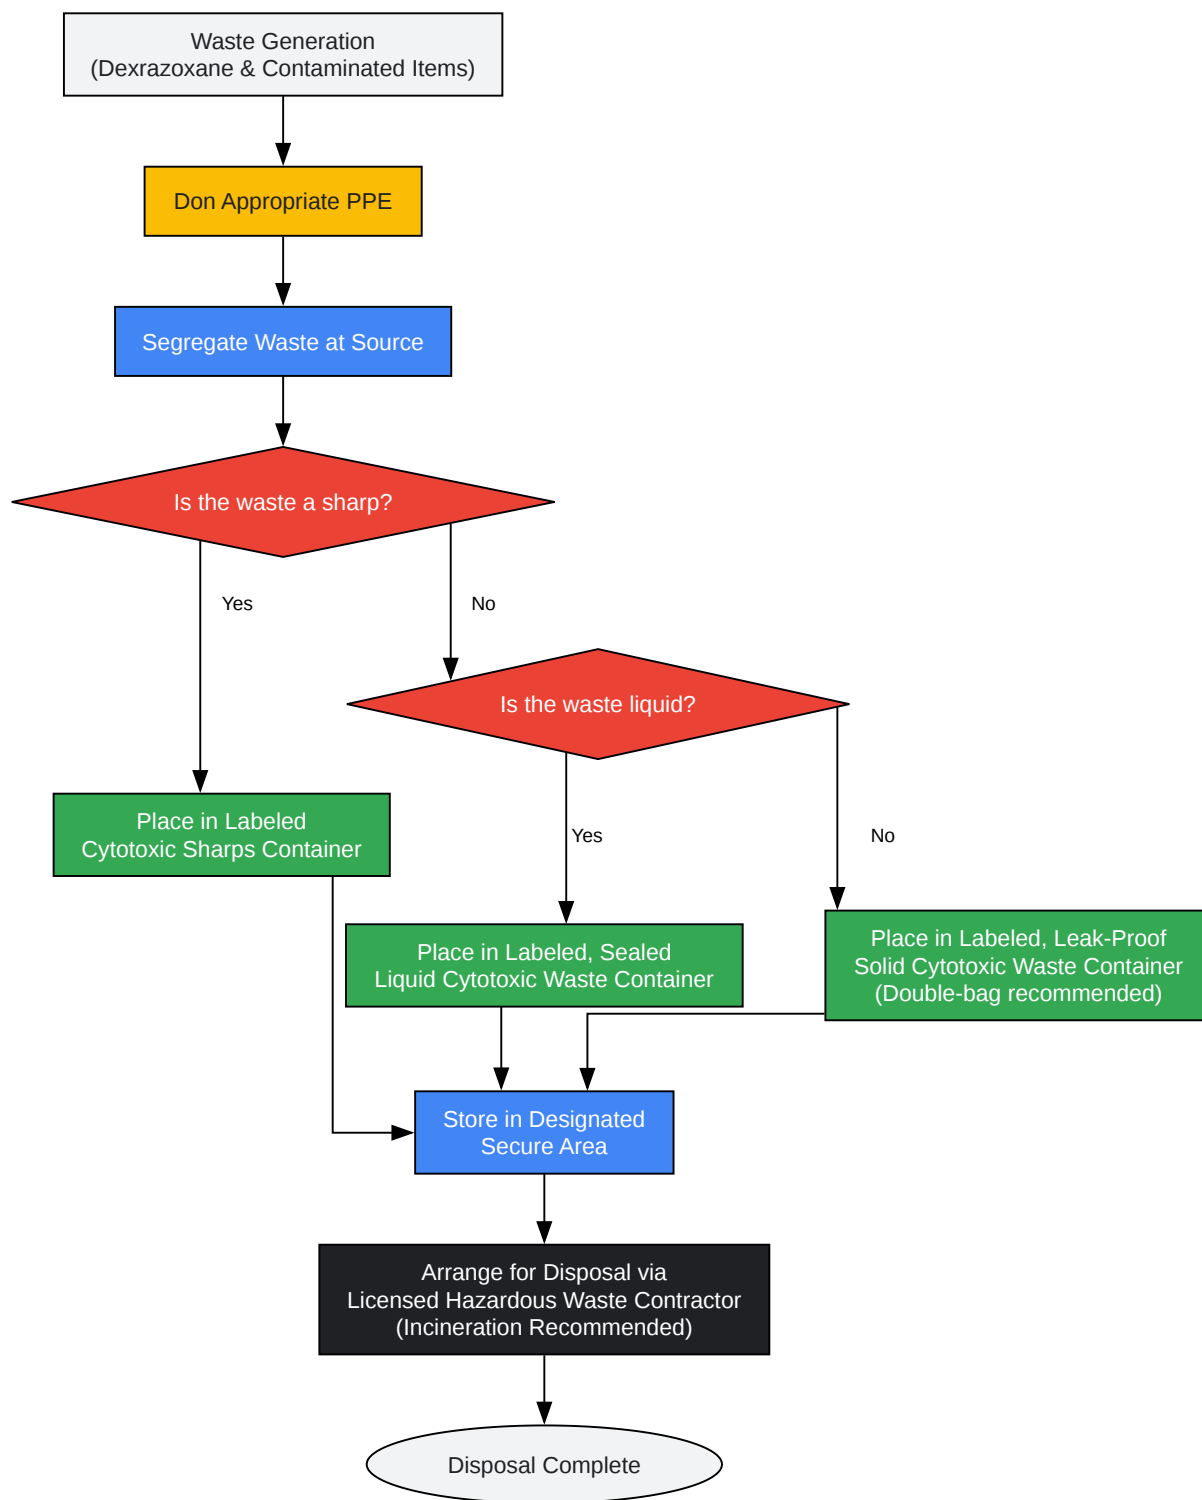 Waste Generation
(Dexrazoxane & Contaminated Items)
Don Appropriate PPE
Segregate Waste at Source
Is the waste a sharp?
Yes
No
Is the waste liquid?
Place in Labeled
Cytotoxic Sharps Container
Yes
No
Place in Labeled, Sealed
Liquid Cytotoxic Waste Container
Place in Labeled, Leak-Proof
Solid Cytotoxic Waste Container
(Double-bag recommended)
Store in Designated
Secure Area
Arrange for Disposal via
Licensed Hazardous Waste Contractor
(Incineration Recommended)
Disposal Complete